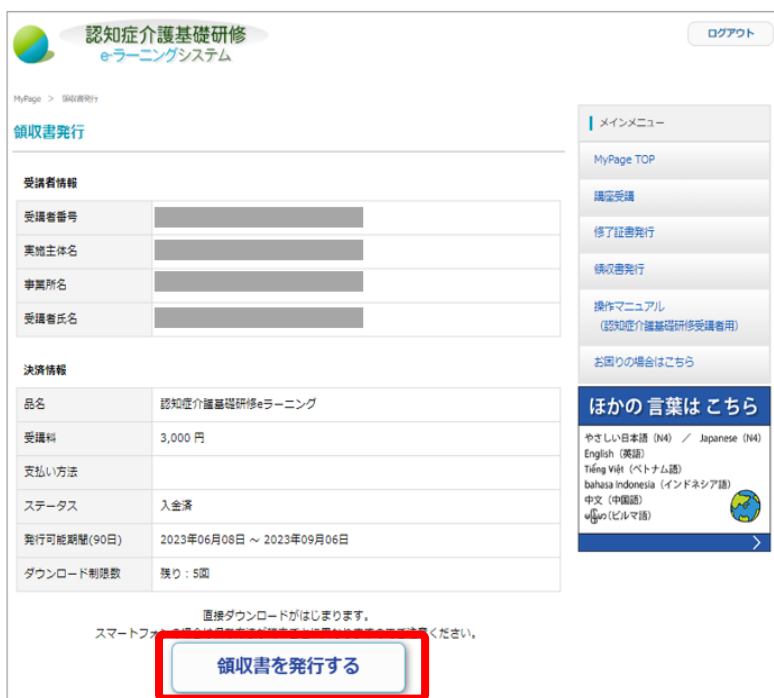 認知症介護基礎研修
e-ラーニングシステム
ログアウト
MyPage ＞ 領収書発行
領収書発行
受講者情報
受講者番号
実施主体名
事業所名
受講者氏名
決済情報
品名 認知症介護基礎研修eラーニング
受講料 3,000 円
支払い方法
ステータス 入金済
発行可能期間(90日) 2023年06月08日 ～ 2023年09月06日
ダウンロード制限数 残り：5回
直接ダウンロードがはじまります。
スマートフォンの場合は ください。
領収書を発行する
メインメニュー
MyPage TOP
講座受講
修了証書発行
領収書発行
操作マニュアル
（認知症介護基礎研修受講者用）
お困りの場合はこちら
ほかの 言葉は こちら
やさしい日本語（N4） ／ Japanese（N4）
English（英語）
Tiếng Việt（ベトナム語）
bahasa Indonesia（インドネシア語）
中文（中国語）
（ビルマ語）